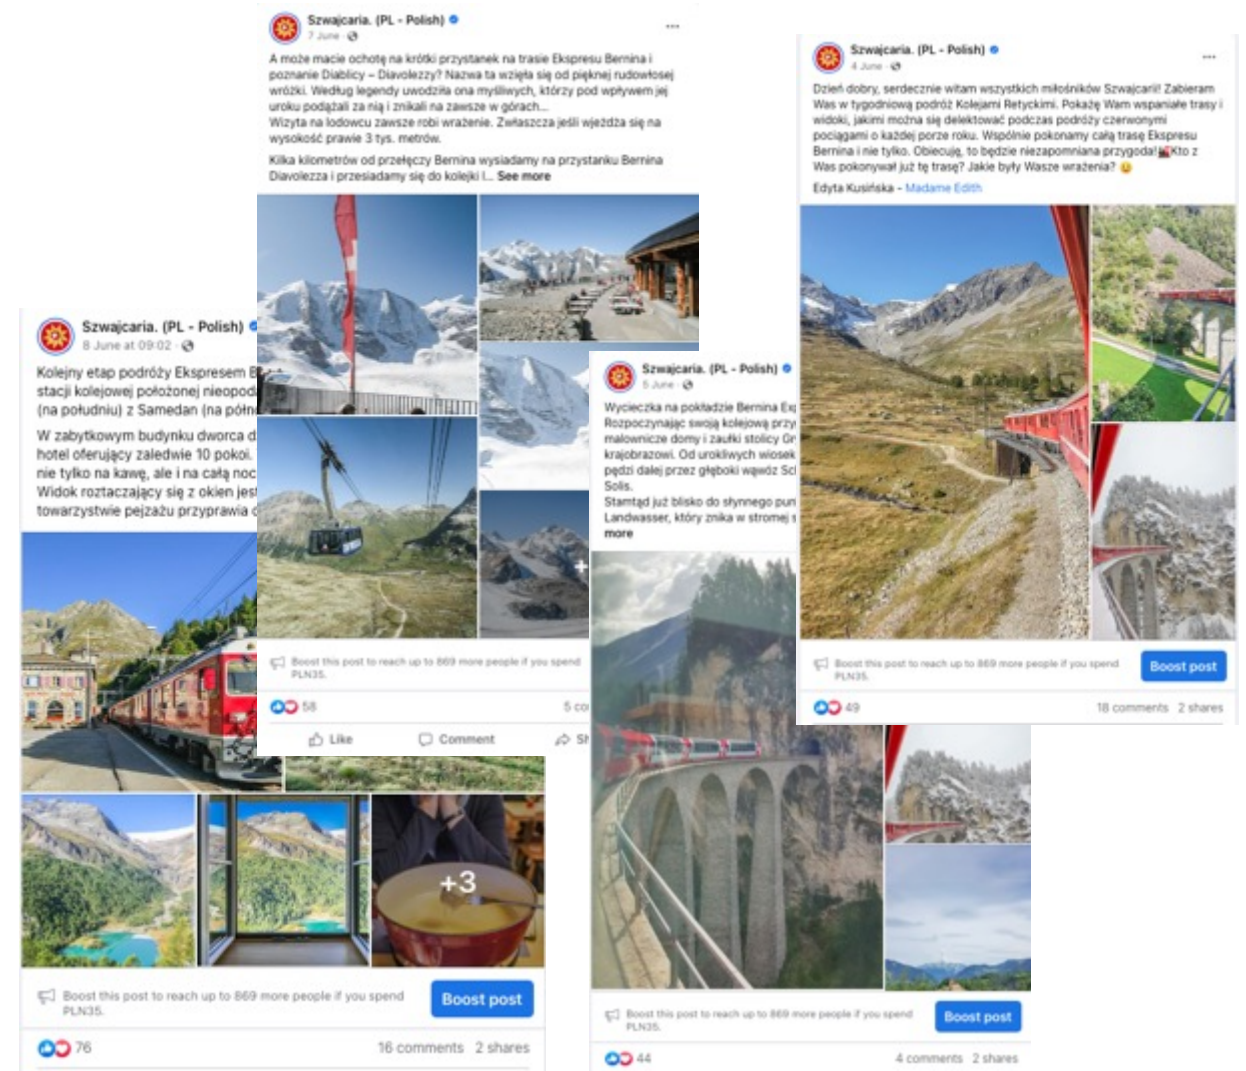 Szwajcaria. (PL - Polish)
7 June ·
A może macie ochotę na krótki przystanek na trasie Ekspresu Bernina i
poznanie Diablicy – Diavolezzy? Nazwa ta wzięła się od pięknej rudowłosej
wróżki. Według legendy uwodziła ona myśliwych, którzy pod wpływem jej
uroku podążali za nią i znikali na zawsze w górach...
Wizyta na lodowcu zawsze robi wrażenie. Zwłaszcza jeśli wjeżdża się na
wysokość prawie 3 tys. metrów.
Kilka kilometrów od przełęczy Bernina wysiadamy na przystanku Bernina
Diavolezza i przesiadamy się do kolejki l... See more
+
Boost this post to reach up to 869 more people if you spend
PLN35.
58
5 co
Like Comment Sh
Szwajcaria. (PL - Polish)
4 June ·
Dzień dobry, serdecznie witam wszystkich miłośników Szwajcarii! Zabieram
Was w tygodniową podróż Kolejami Retyckimi. Pokażę Wam wspaniałe trasy i
widoki, jakimi można się delektować podczas podróży czerwonymi
pociągami o każdej porze roku. Wspólnie pokonamy całą trasę Ekspresu
Bernina i nie tylko. Obiecuję, to będzie niezapomniana przygoda! Kto z
Was pokonywał już tę trasę? Jakie były Wasze wrażenia?
Edyta Kusińska - Madame Edith
Boost this post to reach up to 869 more people if you spend
PLN35.
Boost post
49
18 comments 2 shares
Szwajcaria. (PL - Polish)
8 June at 09:02 ·
Kolejny etap podróży Ekspresem B
stacji kolejowej położonej nieopod
(na południu) z Samedan (na półn
W zabytkowym budynku dworca d
hotel oferujący zaledwie 10 pokoi.
nie tylko na kawę, ale i na całą noc
Widok roztaczający się z okien jest
towarzystwie pejzażu przyprawia o
+3
Boost this post to reach up to 869 more people if you spend
PLN35.
Boost post
76
16 comments 2 shares
Szwajcaria. (PL - Polish)
5 June ·
Wycieczka na pokładzie Bernina Exp
Rozpoczynając swoją kolejową przy
malownicze domy i zaułki stolicy Gr
krajobrazowi. Od urokliwych wiosek
pędzi dalej przez głęboki wąwóz Sc
Solis.
Stamtąd już blisko do słynnego pun
Landwasser, który znika w stromej s
more
Boost this post to reach up to 869 more people if you spend
PLN35.
Boost post
44
4 comments 2 shares